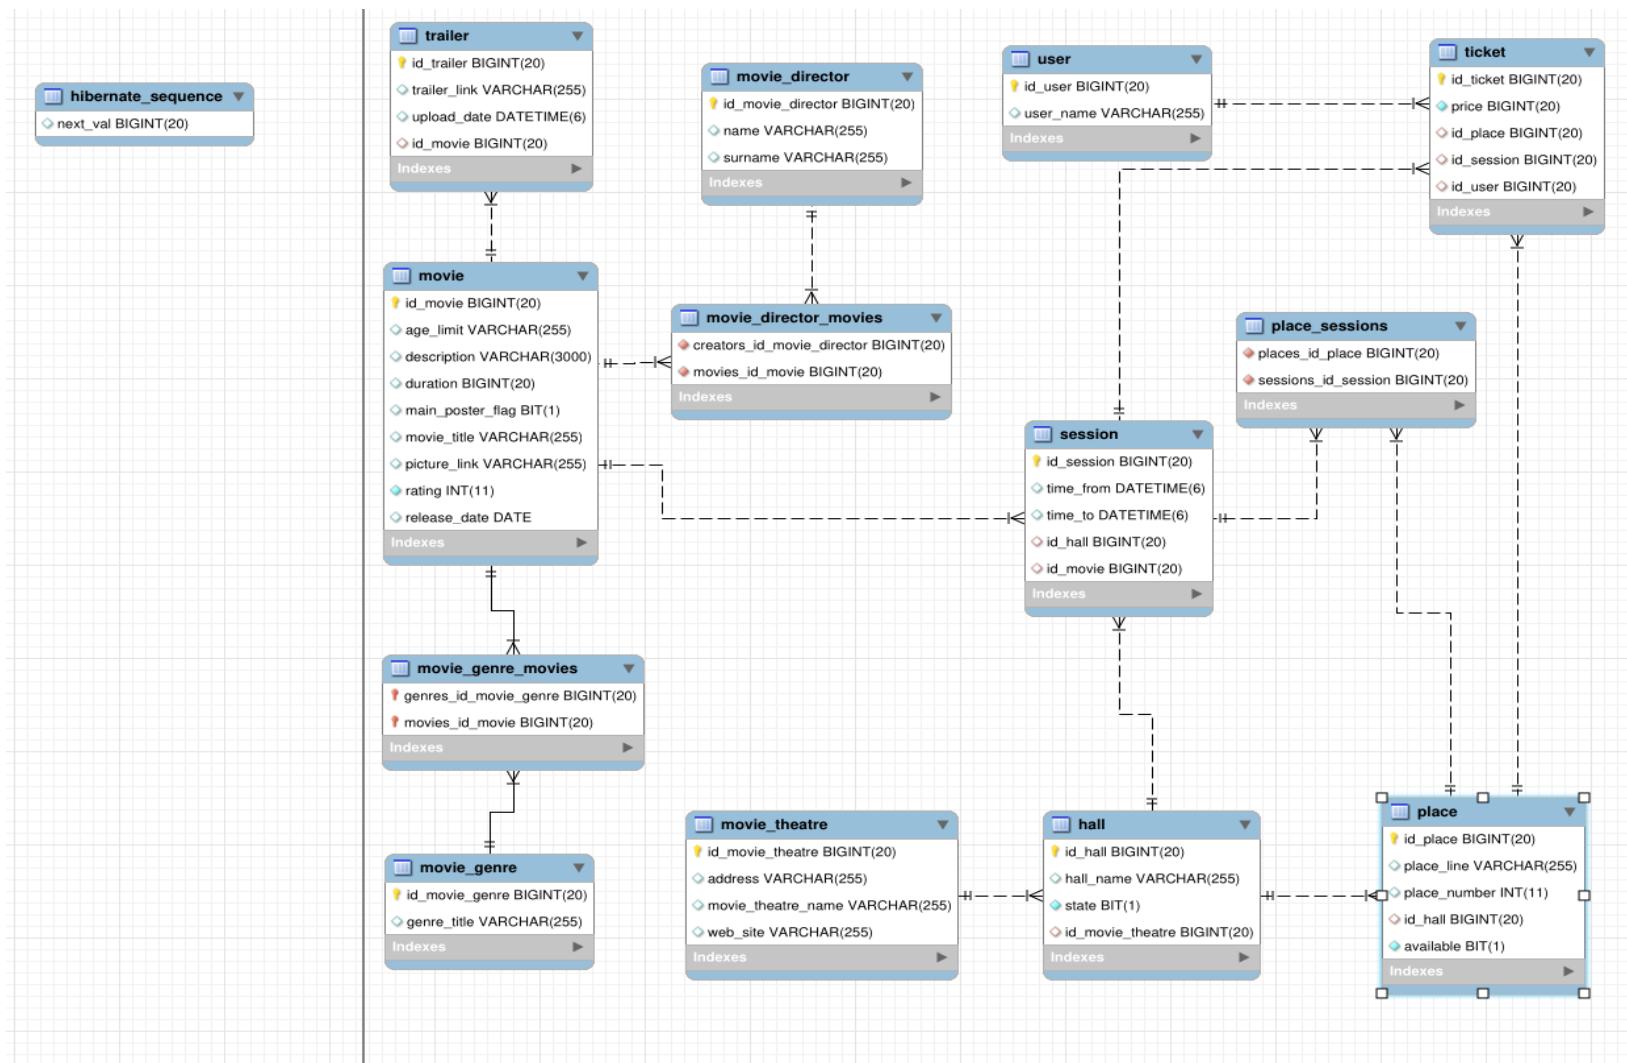 hibernate_sequence
next_val BIGINT(20)
trailer
id_trailer BIGINT(20)
trailer_link VARCHAR(255)
upload_date DATETIME(6)
id_movie BIGINT(20)
Indexes
movie_director
id_movie_director BIGINT(20)
name VARCHAR(255)
surname VARCHAR(255)
Indexes
user
id_user BIGINT(20)
user_name VARCHAR(255)
Indexes
ticket
id_ticket BIGINT(20)
price BIGINT(20)
id_place BIGINT(20)
id_session BIGINT(20)
id_user BIGINT(20)
Indexes
movie
id_movie BIGINT(20)
age_limit VARCHAR(255)
description VARCHAR(3000)
duration BIGINT(20)
main_poster_flag BIT(1)
movie_title VARCHAR(255)
picture_link VARCHAR(255)
rating INT(11)
release_date DATE
Indexes
movie_director_movies
creators_id_movie_director BIGINT(20)
movies_id_movie BIGINT(20)
Indexes
place_sessions
places_id_place BIGINT(20)
sessions_id_session BIGINT(20)
Indexes
session
id_session BIGINT(20)
time_from DATETIME(6)
time_to DATETIME(6)
id_hall BIGINT(20)
id_movie BIGINT(20)
Indexes
movie_genre_movies
genres_id_movie_genre BIGINT(20)
movies_id_movie BIGINT(20)
Indexes
movie_genre
id_movie_genre BIGINT(20)
genre_title VARCHAR(255)
Indexes
movie_theatre
id_movie_theatre BIGINT(20)
address VARCHAR(255)
movie_theatre_name VARCHAR(255)
web_site VARCHAR(255)
Indexes
hall
id_hall BIGINT(20)
hall_name VARCHAR(255)
state BIT(1)
id_movie_theatre BIGINT(20)
Indexes
place
id_place BIGINT(20)
place_line VARCHAR(255)
place_number INT(11)
id_hall BIGINT(20)
available BIT(1)
Indexes